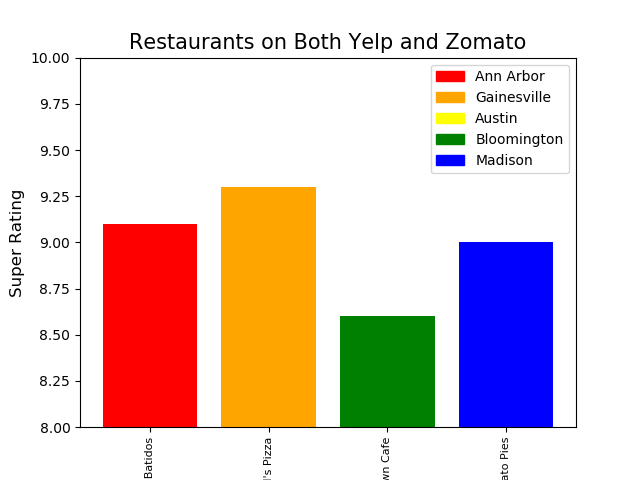 Restaurants on Both Yelp and Zomato
10.00
9.75
9.50
9.25
9.00
8.75
8.50
8.25
8.00
Super Rating
Ann Arbor
Gainesville
Austin
Bloomington
Madison
Batidos
's Pizza
wn Cafe
ato Pies